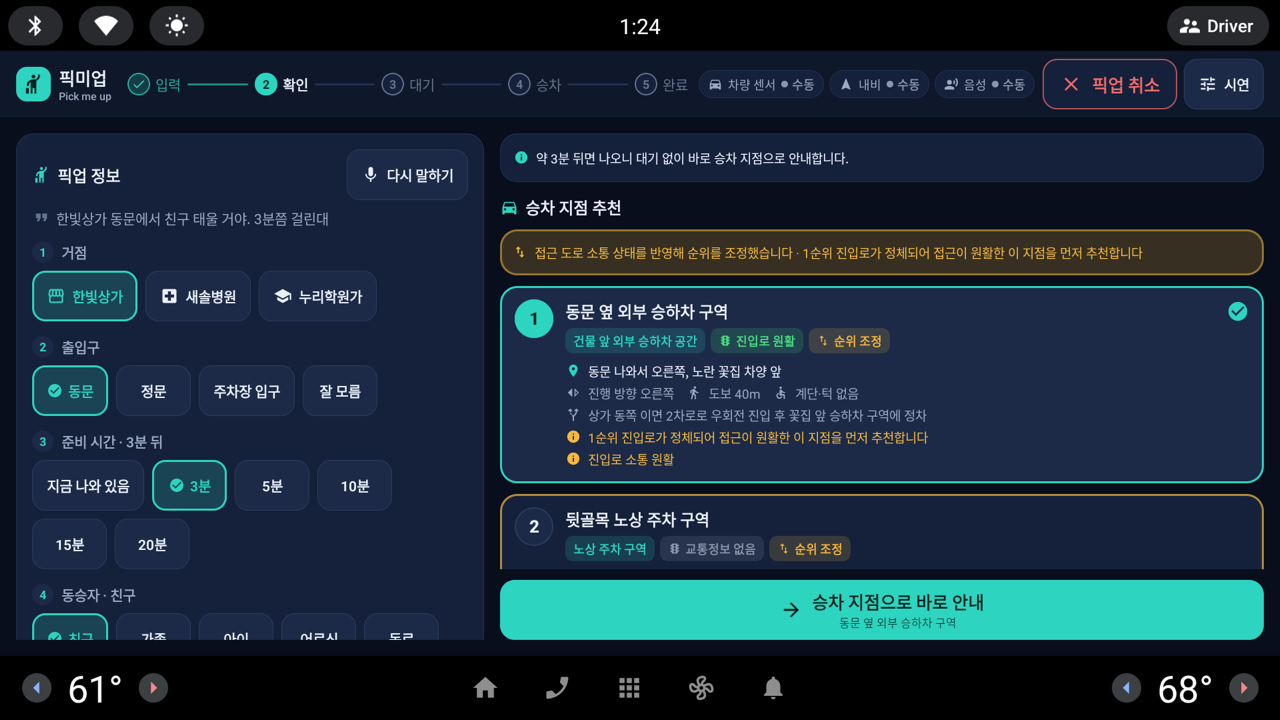 1:24
Driver
픽미업
Pick me up
입력
2 확인
3 대기
4 승차
5 완료
차량 센서 ● 수동
내비 ● 수동
음성 ● 수동
픽업 취소
시연
픽업 정보
다시 말하기
한빛상가 동문에서 친구 태울 거야. 3분쯤 걸린대
1 거점
한빛상가
새솔병원
누리학원가
2 출입구
동문
정문
주차장 입구
잘 모름
3 준비 시간 · 3분 뒤
지금 나와 있음
3분
5분
10분
15분
20분
4 동승자 · 친구
친구
가족
아이
어르신
동료
약 3분 뒤면 나오니 대기 없이 바로 승차 지점으로 안내합니다.
승차 지점 추천
접근 도로 소통 상태를 반영해 순위를 조정했습니다 · 1순위 진입로가 정체되어 접근이 원활한 이 지점을 먼저 추천합니다
1 동문 옆 외부 승하차 구역
건물 앞 외부 승하차 공간
진입로 원활
순위 조정
동문 나와서 오른쪽, 노란 꽃집 차양 앞
진행 방향 오른쪽 도보 40m 계단·턱 없음
상가 동쪽 이면 2차로로 우회전 진입 후 꽃집 앞 승하차 구역에 정차
1순위 진입로가 정체되어 접근이 원활한 이 지점을 먼저 추천합니다
진입로 소통 원활
2 뒷골목 노상 주차 구역
노상 주차 구역
교통정보 없음
순위 조정
승차 지점으로 바로 안내
동문 옆 외부 승하차 구역
61°
68°